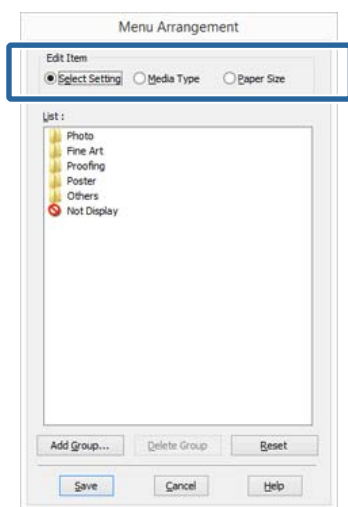 Menu Arrangement
Edit Item
Select Setting Media Type Paper Size
List :
Photo
Fine Art
Proofing
Poster
Others
Not Display
Add Group... Delete Group Reset
Save Cancel Help